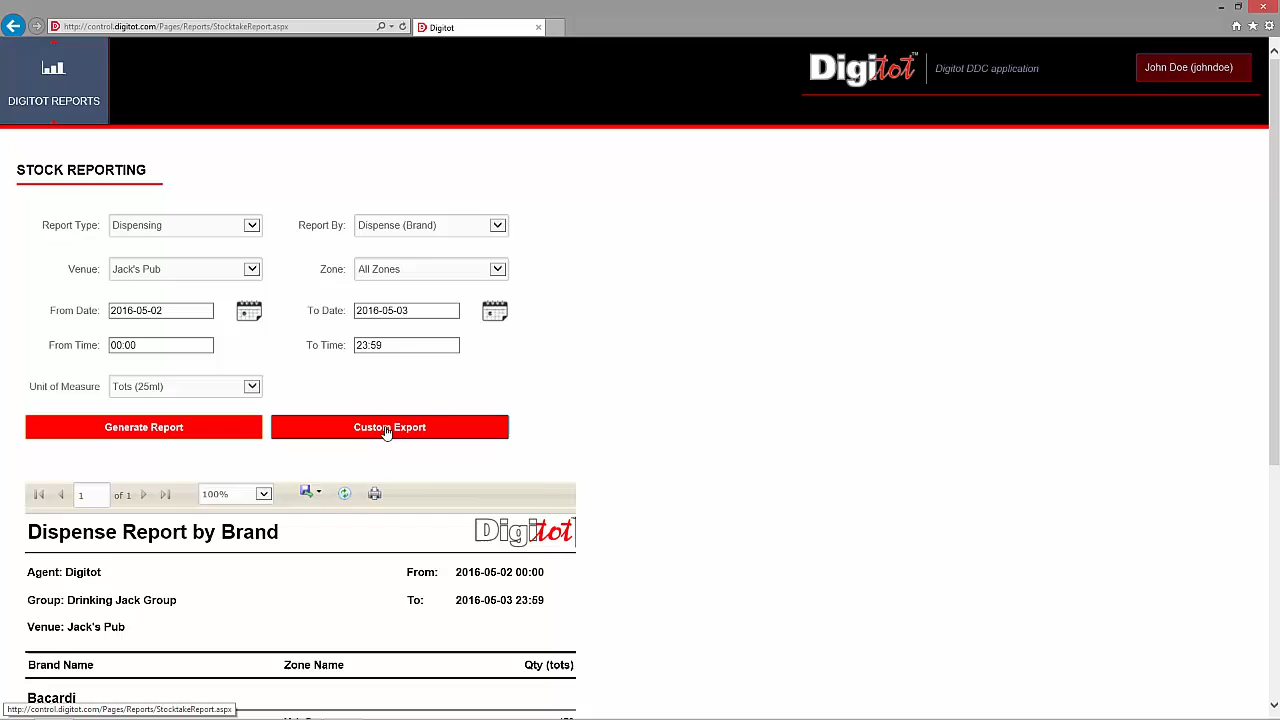 http://control.digitot.com/Pages/Reports/StocktakeReport.aspx
Digitot
DIGITOT REPORTS
Digitot™
Digitot DDC application
John Doe (johndoe)
STOCK REPORTING
Report Type: Dispensing
Report By: Dispense (Brand)
Venue: Jack's Pub
Zone: All Zones
From Date: 2016-05-02
To Date: 2016-05-03
From Time: 00:00
To Time: 23:59
Unit of Measure Tots (25ml)
Generate Report
Custom Export
1 of 1
100%
Dispense Report by Brand
Digitot
Agent: Digitot
From: 2016-05-02 00:00
Group: Drinking Jack Group
To: 2016-05-03 23:59
Venue: Jack's Pub
Brand Name Zone Name Qty (tots)
Bacardi
http://control.digitot.com/Pages/Reports/StocktakeReport.aspx